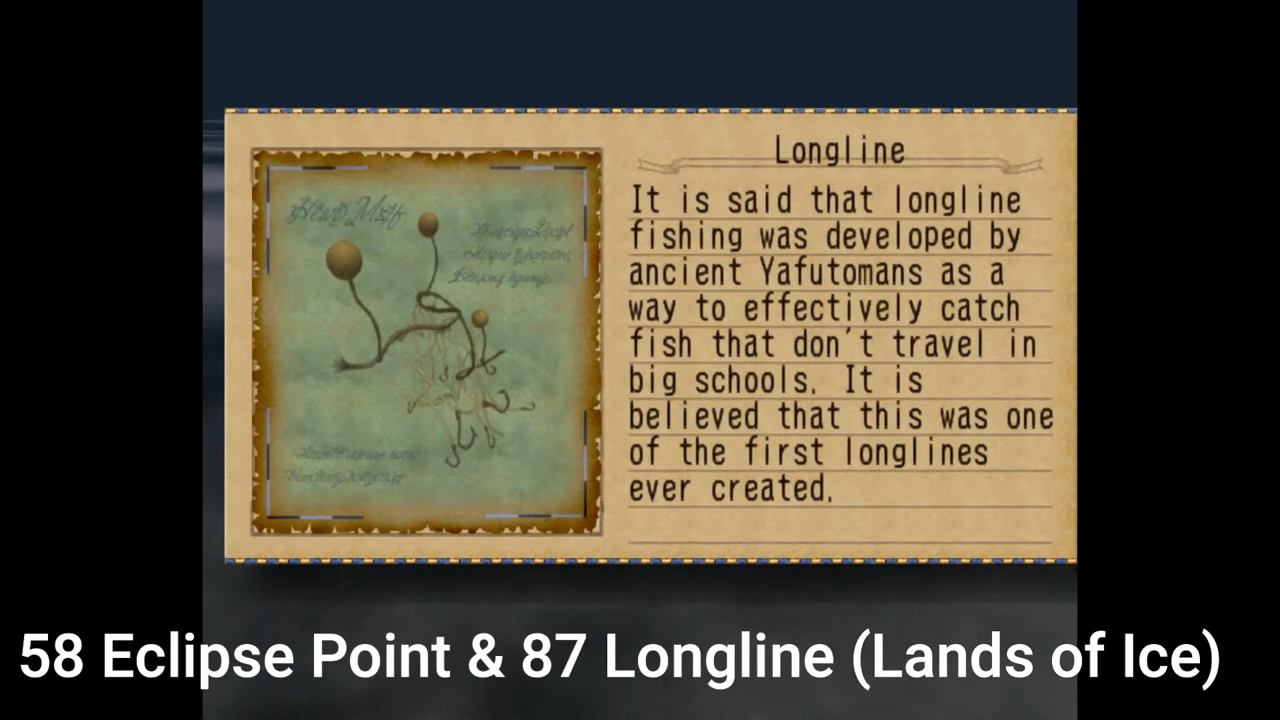 Longline
It is said that longline
fishing was developed by
ancient Yafutomans as a
way to effectively catch
fish that don't travel in
big schools. It is
believed that this was one
of the first longlines
ever created.
58 Eclipse Point & 87 Longline (Lands of Ice)